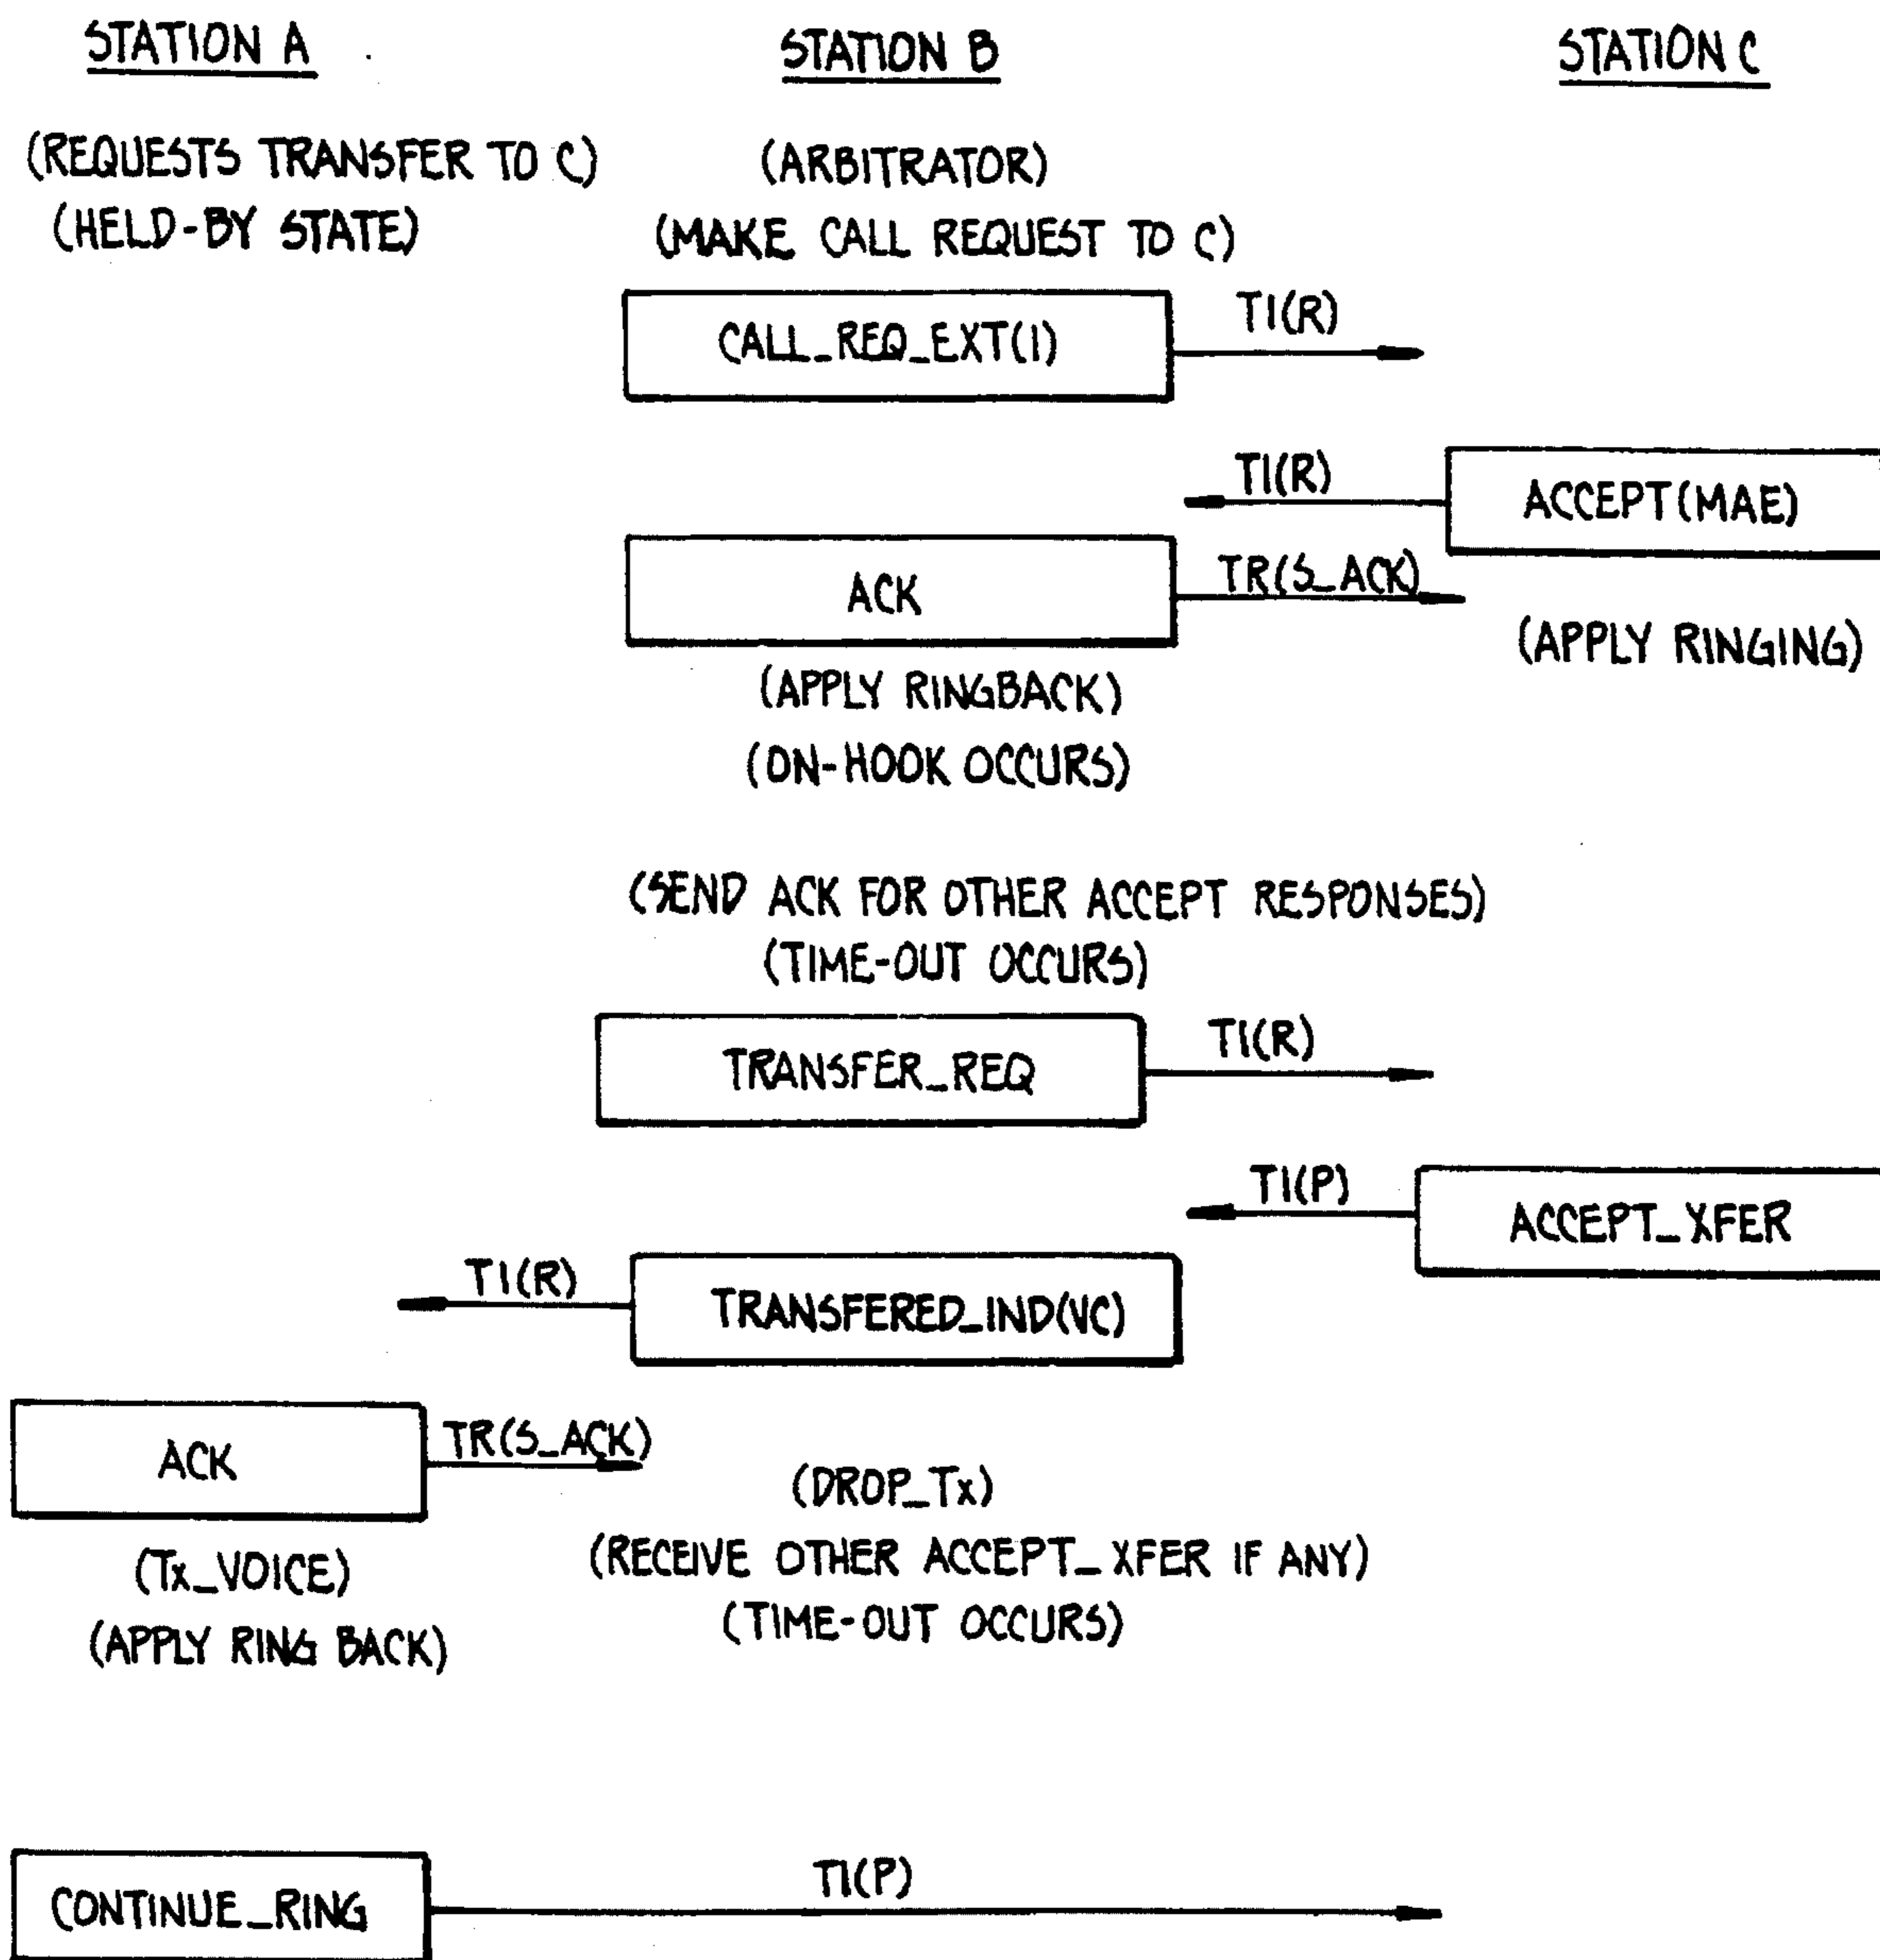 STATION A
STATION B
STATION C
(REQUESTS TRANSFER TO C)
(ARBITRATOR)
(HELD-BY STATE)
(MAKE CALL REQUEST TO C)
CALL_REQ_EXT(1)
TI(R)
TI(R)
ACCEPT(MAE)
ACK
TR(S_ACK)
(APPLY RINGING)
(APPLY RINGBACK)
(ON-HOOK OCCURS)
(SEND ACK FOR OTHER ACCEPT RESPONSES)
(TIME-OUT OCCURS)
TRANSFER_REQ
TI(R)
TI(P)
ACCEPT_XFER
TI(R)
TRANSFERED_IND(VC)
ACK
TR(S_ACK)
(DROP_Tx)
(Tx_VOICE)
(RECEIVE OTHER ACCEPT_XFER IF ANY)
(APPLY RING BACK)
(TIME-OUT OCCURS)
CONTINUE_RING
TI(P)